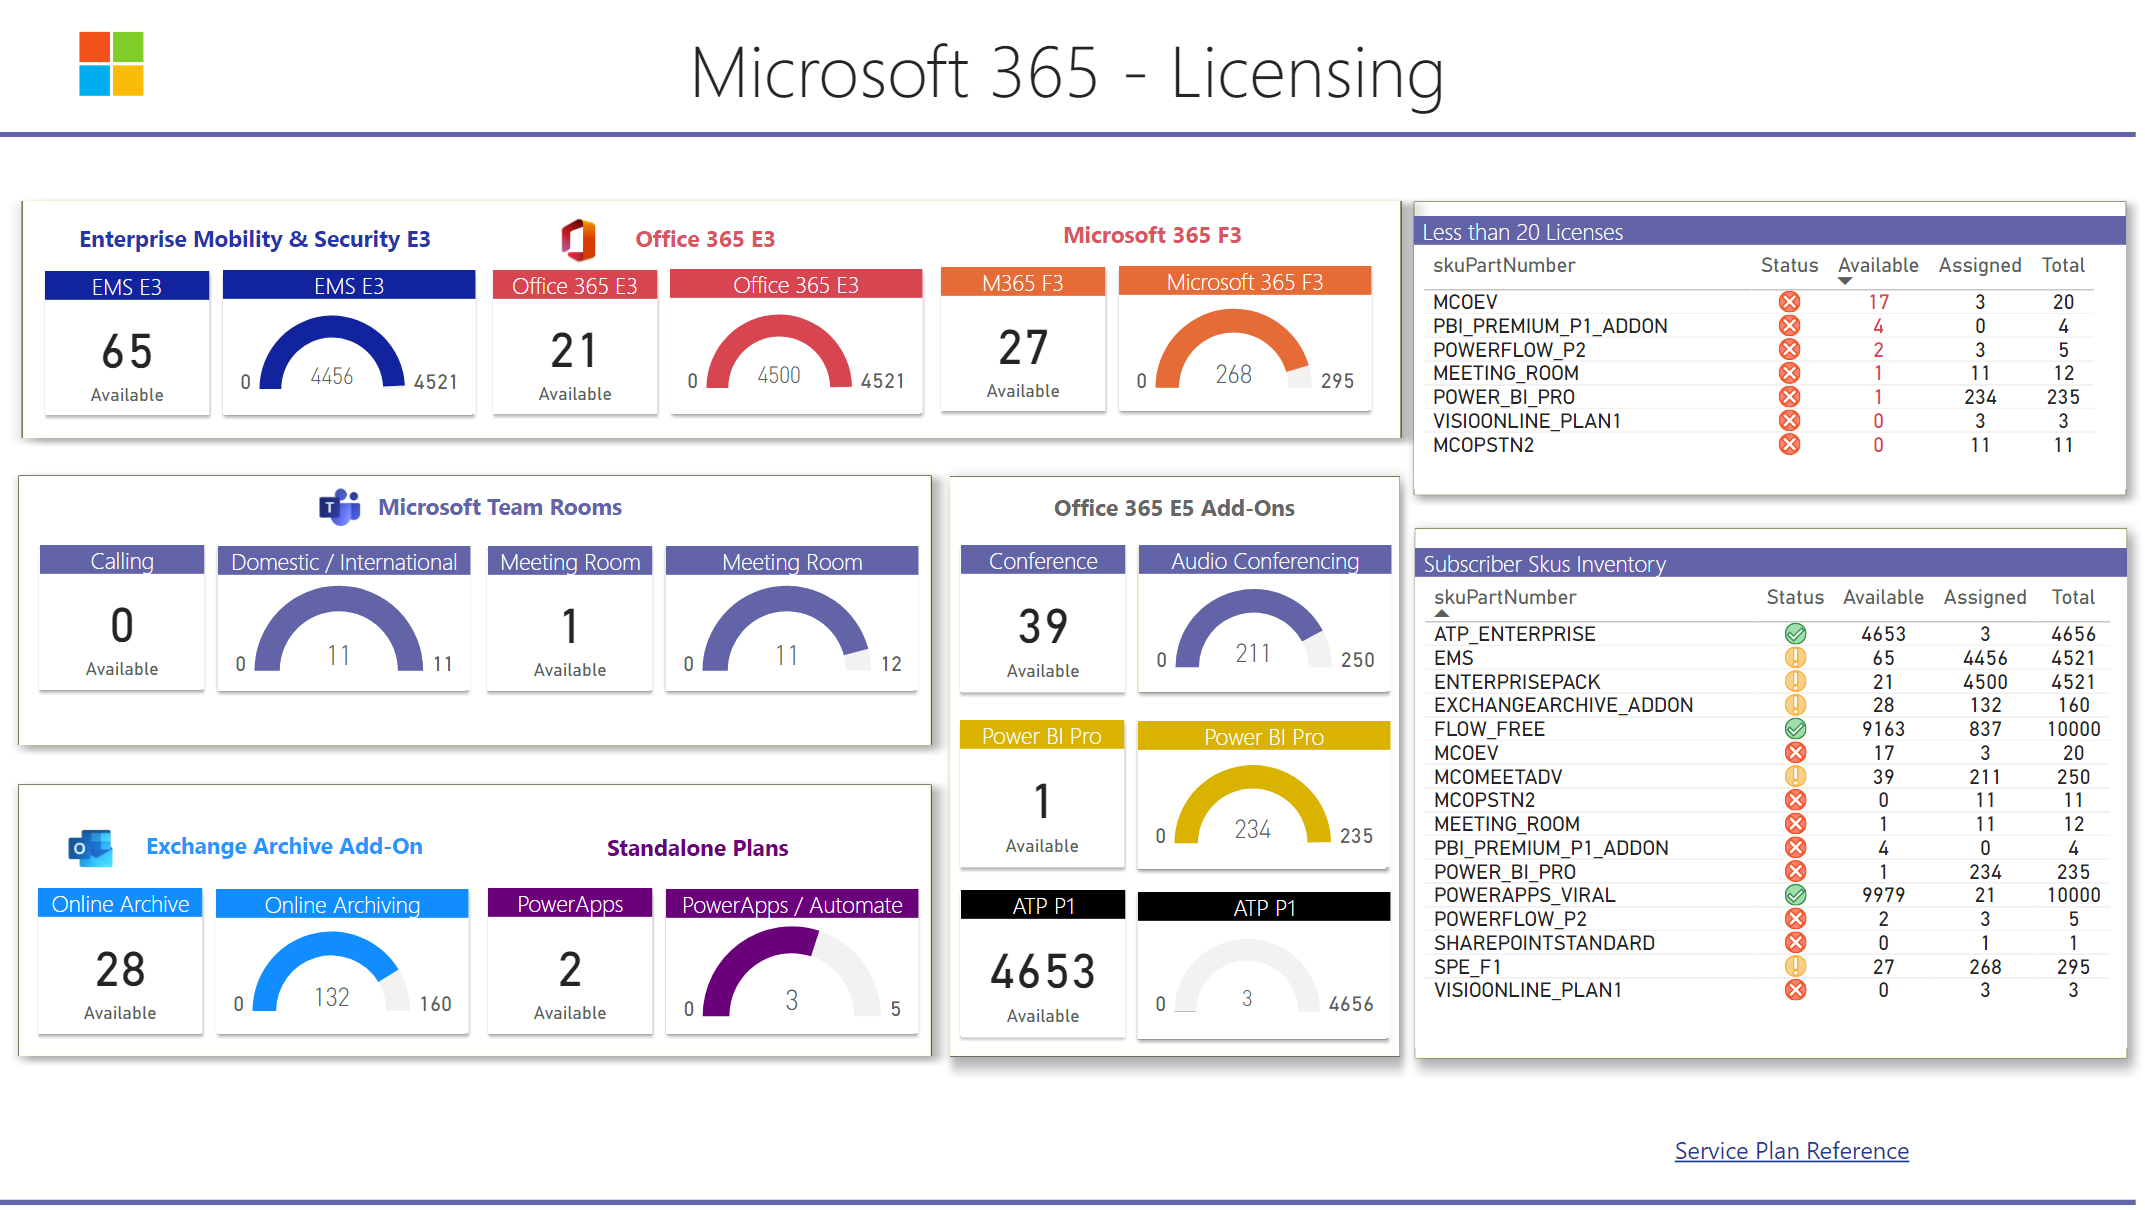 Microsoft 365 - Licensing
Enterprise Mobility & Security E3
Office 365 E3
Microsoft 365 F3
EMS E3
65
Available
EMS E3
4456
0
4521
Office 365 E3
21
Available
Office 365 E3
4500
0
4521
M365 F3
27
Available
Microsoft 365 F3
268
0
295
Less than 20 Licenses
skuPartNumber Status Available Assigned Total
MCOEV 17 3 20
PBI_PREMIUM_P1_ADDON 4 0 4
POWERFLOW_P2 2 3 5
MEETING_ROOM 1 11 12
POWER_BI_PRO 1 234 235
VISIOONLINE_PLAN1 0 3 3
MCOPSTN2 0 11 11
T
Microsoft Team Rooms
Calling
0
Available
Domestic / International
11
0
11
Meeting Room
1
Available
Meeting Room
11
0
12
Office 365 E5 Add-Ons
Conference
39
Available
Audio Conferencing
211
0
250
Power BI Pro
1
Available
Power BI Pro
234
0
235
ATP P1
4653
Available
ATP P1
3
0
4656
O
Exchange Archive Add-On
Standalone Plans
Online Archive
28
Available
Online Archiving
132
0
160
PowerApps
2
Available
PowerApps / Automate
3
0
5
Subscriber Skus Inventory
skuPartNumber Status Available Assigned Total
ATP_ENTERPRISE 4653 3 4656
EMS 65 4456 4521
ENTERPRISEPACK 21 4500 4521
EXCHANGEARCHIVE_ADDON 28 132 160
FLOW_FREE 9163 837 10000
MCOEV 17 3 20
MCOMEETADV 39 211 250
MCOPSTN2 0 11 11
MEETING_ROOM 1 11 12
PBI_PREMIUM_P1_ADDON 4 0 4
POWER_BI_PRO 1 234 235
POWERAPPS_VIRAL 9979 21 10000
POWERFLOW_P2 2 3 5
SHAREPOINTSTANDARD 0 1 1
SPE_F1 27 268 295
VISIOONLINE_PLAN1 0 3 3
Service Plan Reference